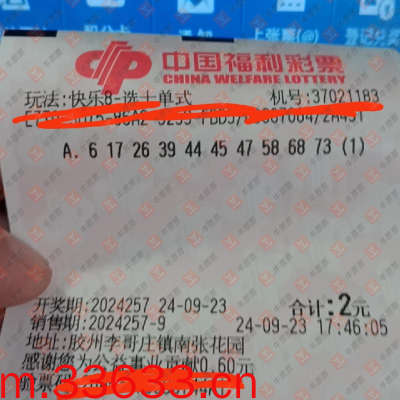 中国福利彩票
CHINA WELFARE LOTTERY
玩法:快乐8-选十单式 机号:37021183
A. 6 17 26 39 44 45 47 58 68 73 (1)
开奖期:2024257 24-09-23 合计:2元
销售期:2024257-9 24-09-23 17:46:05
地址:胶州李哥庄镇南张花园
感谢您为公益事业贡献0.60元
验票码
m.33633.cn